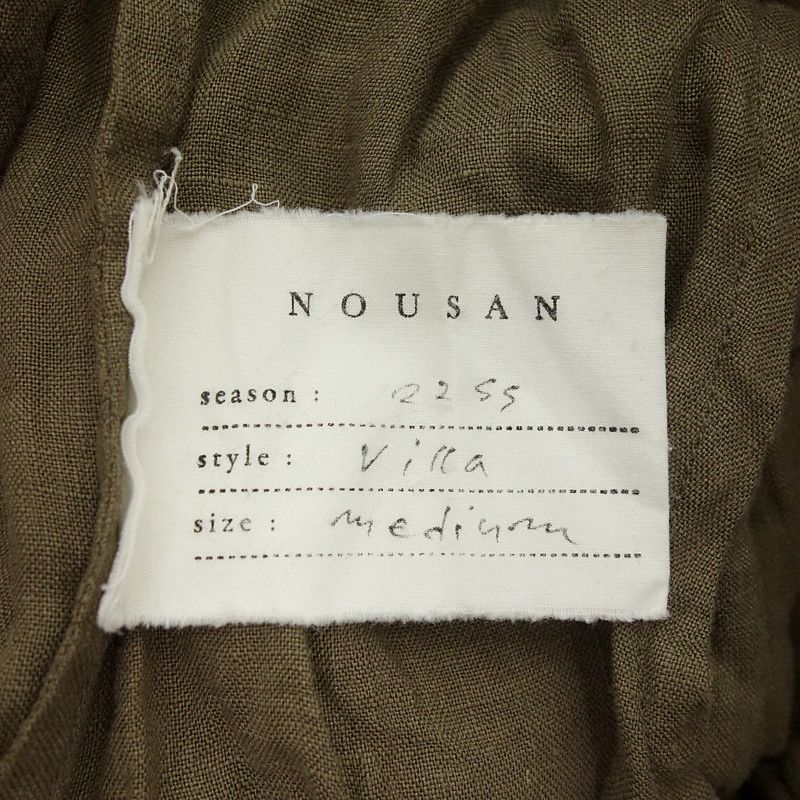 NOUSAN
season : 22SS
style : Villa
size : medium